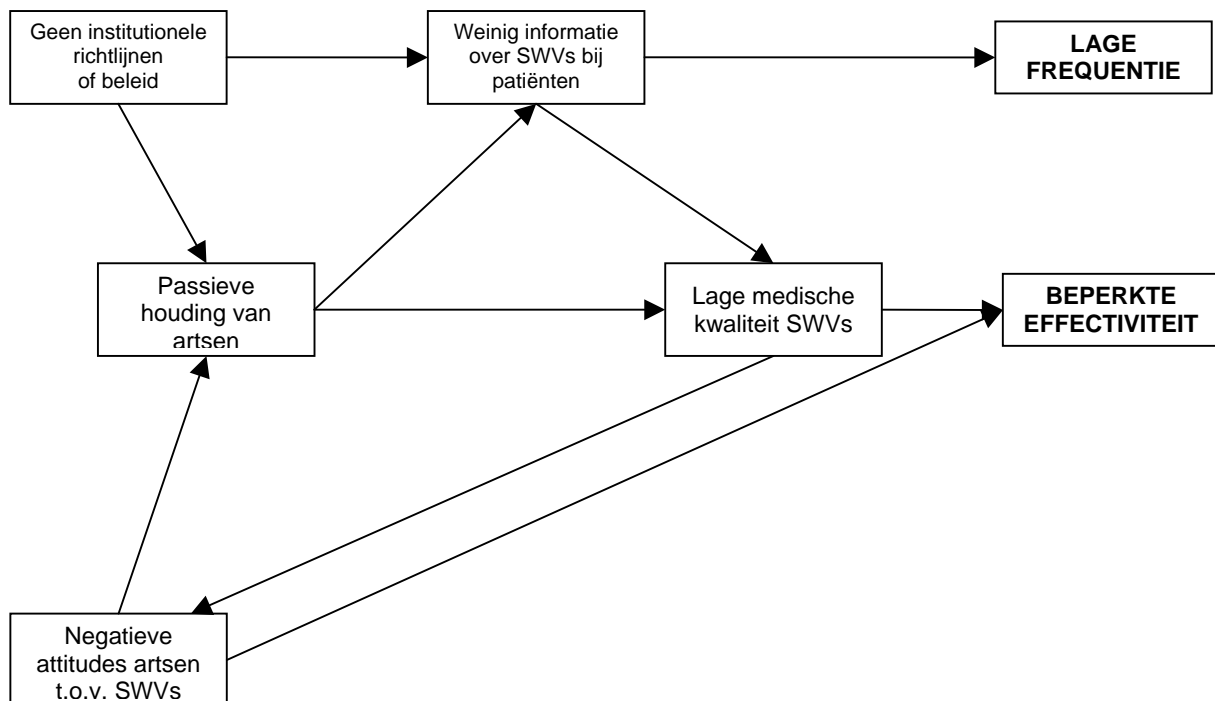 Geen institutionele
richtlijnen
of beleid
Weinig informatie
over SWVs bij
patiënten
LAGE
FREQUENTIE
Passieve
houding van
artsen
Lage medische
kwaliteit SWVs
BEPERKTE
EFFECTIVITEIT
Negatieve
attitudes artsen
t.o.v. SWVs